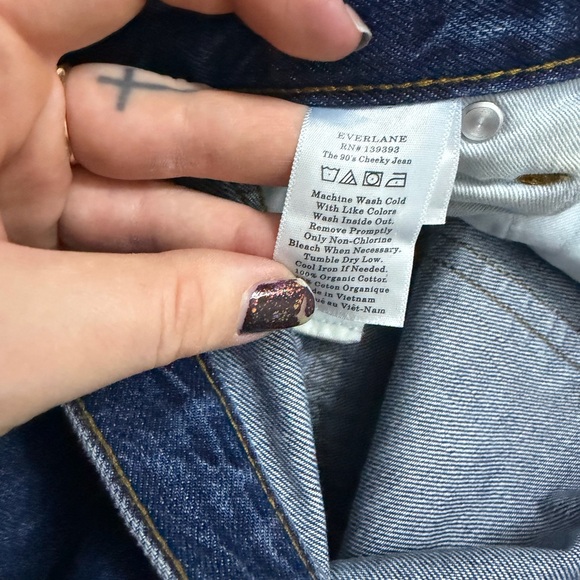 EVERLANE
RN# 139393
The 90's Cheeky Jean
Machine Wash Cold
With Like Colors
Wash Inside Out.
Remove Promptly
Only Non-Chlorine
Bleach When Necessary.
Tumble Dry Low.
Cool Iron If Needed.
100% Organic Cotton
Coton Organique
in Vietnam
au Việt-Nam